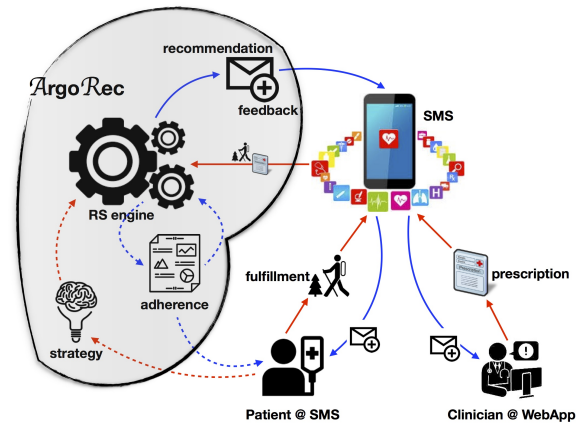 recommendation
ArgoRec
feedback
SMS
RS engine
fulfillment
prescription
adherence
strategy
Patient @ SMS
Clinician @ WebApp